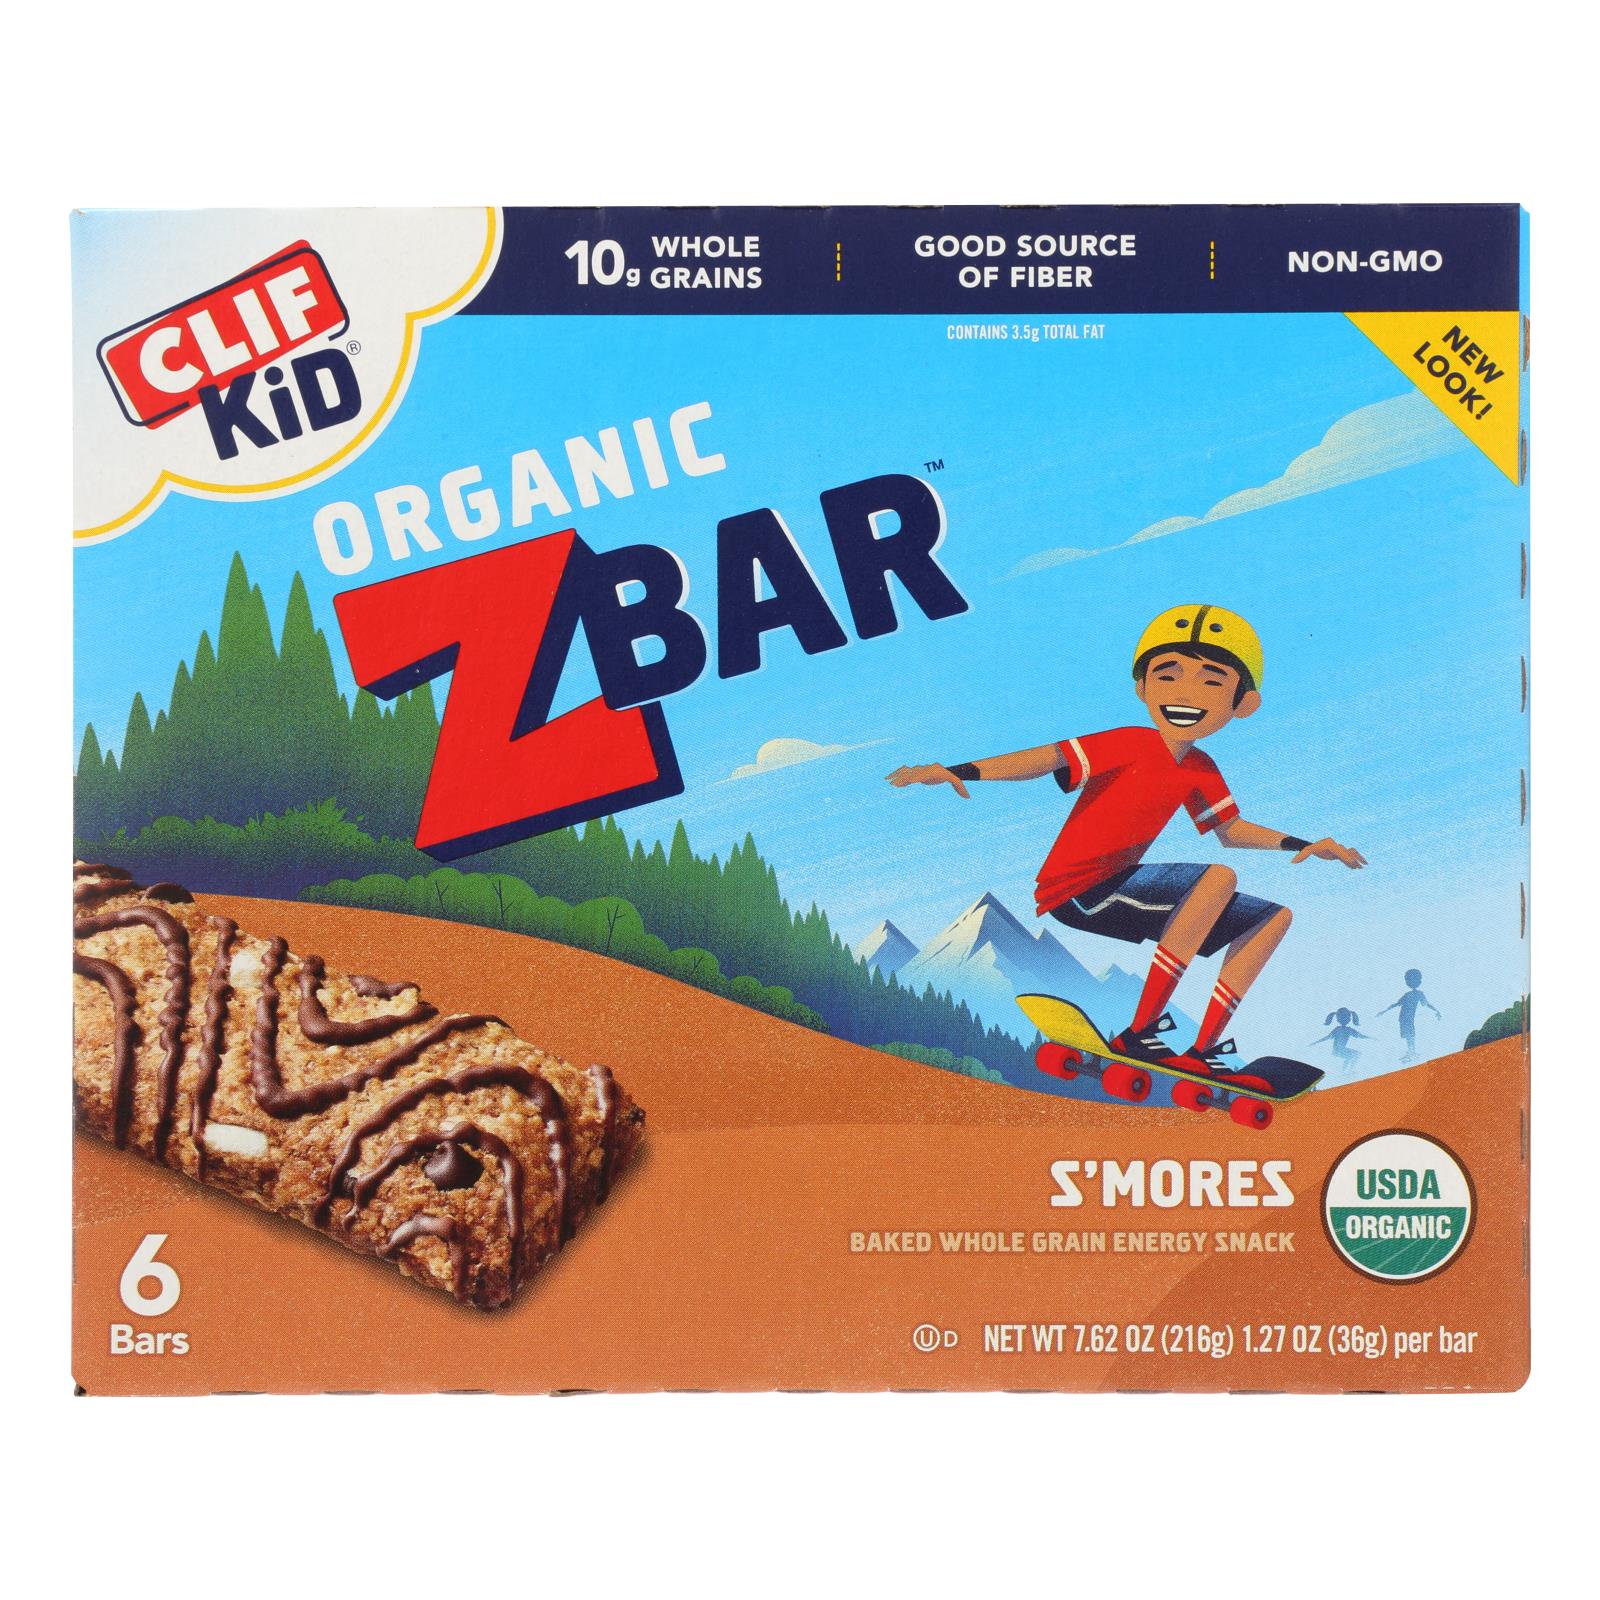 CLIF
KiD®
10g WHOLE
GRAINS
GOOD SOURCE
OF FIBER
NON-GMO
CONTAINS 3.5g TOTAL FAT
NEW
LOOK!
ORGANIC
ZBAR™
S'MORES
BAKED WHOLE GRAIN ENERGY SNACK
USDA
ORGANIC
6
Bars
U D NET WT 7.62 OZ (216g) 1.27 OZ (36g) per bar